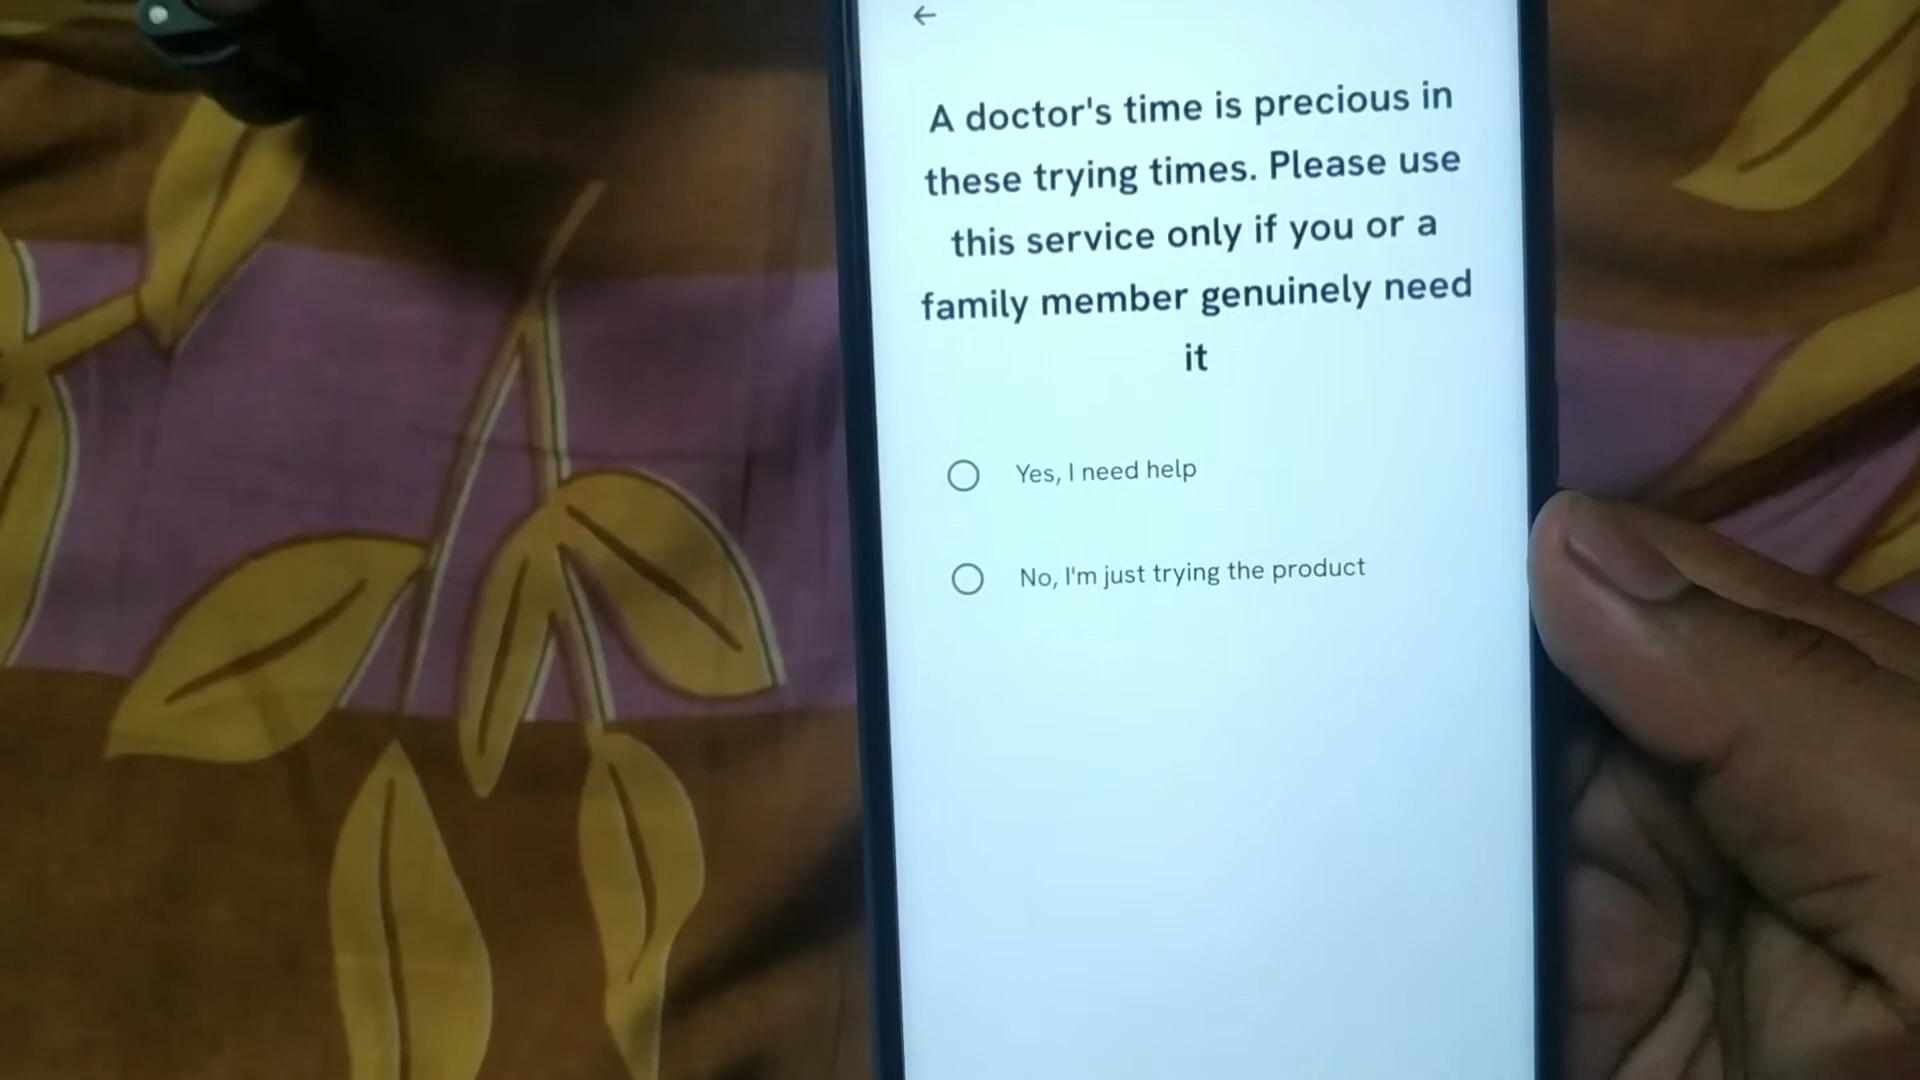 A doctor's time is precious in
these trying times. Please use
this service only if you or a
family member genuinely need
it
Yes, I need help
No, I'm just trying the product